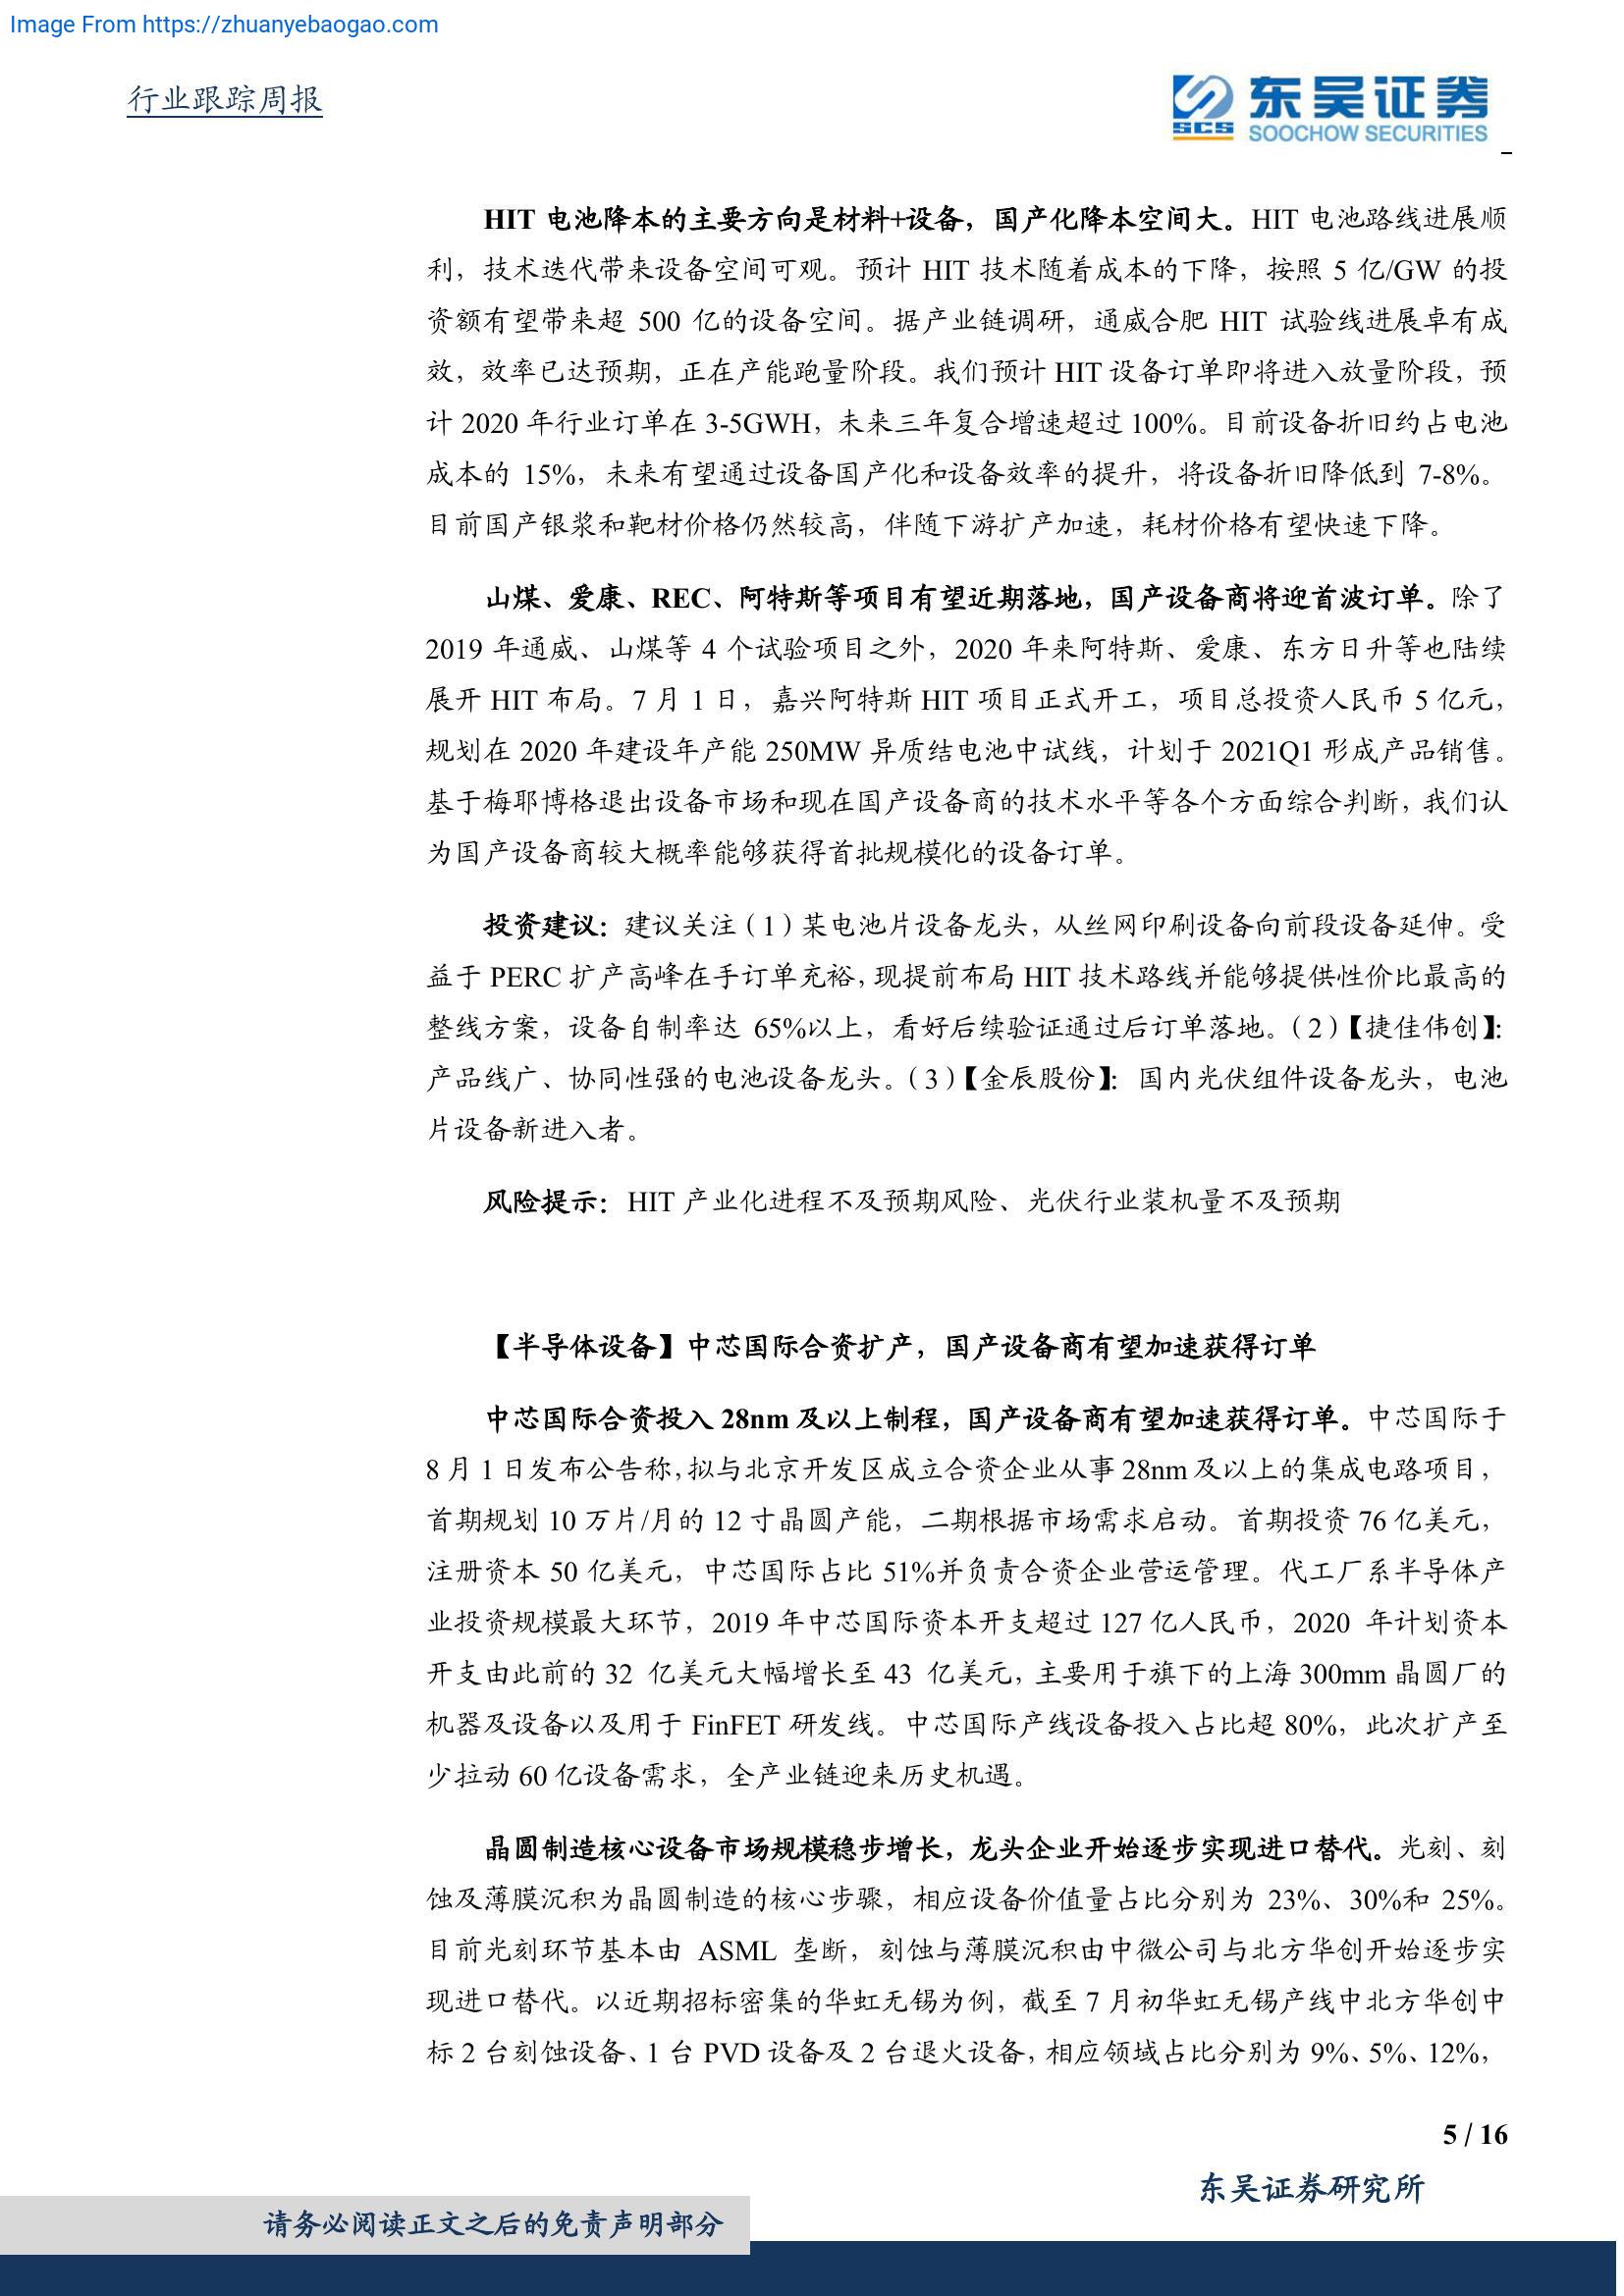 Image From https://zhuanyebaogao.com
行业跟踪周报
SCS 东吴证券
SOOCHOW SECURITIES
HIT 电池降本的主要方向是材料+设备，国产化降本空间大。HIT 电池路线进展顺
利，技术迭代带来设备空间可观。预计 HIT 技术随着成本的下降，按照 5 亿/GW 的投
资额有望带来超 500 亿的设备空间。据产业链调研，通威合肥 HIT 试验线进展卓有成
效，效率已达预期，正在产能跑量阶段。我们预计 HIT 设备订单即将进入放量阶段，预
计 2020 年行业订单在 3-5GWH，未来三年复合增速超过 100%。目前设备折旧约占电池
成本的 15%，未来有望通过设备国产化和设备效率的提升，将设备折旧降低到 7-8%。
目前国产银浆和靶材价格仍然较高，伴随下游扩产加速，耗材价格有望快速下降。
山煤、爱康、REC、阿特斯等项目有望近期落地，国产设备商将迎首波订单。除了
2019 年通威、山煤等 4 个试验项目之外，2020 年来阿特斯、爱康、东方日升等也陆续
展开 HIT 布局。7 月 1 日，嘉兴阿特斯 HIT 项目正式开工，项目总投资人民币 5 亿元，
规划在 2020 年建设年产能 250MW 异质结电池中试线，计划于 2021Q1 形成产品销售。
基于梅耶博格退出设备市场和现在国产设备商的技术水平等各个方面综合判断，我们认
为国产设备商较大概率能够获得首批规模化的设备订单。
投资建议：建议关注（1）某电池片设备龙头，从丝网印刷设备向前段设备延伸。受
益于 PERC 扩产高峰在手订单充裕，现提前布局 HIT 技术路线并能够提供性价比最高的
整线方案，设备自制率达 65%以上，看好后续验证通过后订单落地。（2）【捷佳伟创】：
产品线广、协同性强的电池设备龙头。（3）【金辰股份】：国内光伏组件设备龙头，电池
片设备新进入者。
风险提示：HIT 产业化进程不及预期风险、光伏行业装机量不及预期
【半导体设备】中芯国际合资扩产，国产设备商有望加速获得订单
中芯国际合资投入 28nm 及以上制程，国产设备商有望加速获得订单。中芯国际于
8 月 1 日发布公告称，拟与北京开发区成立合资企业从事 28nm 及以上的集成电路项目，
首期规划 10 万片/月的 12 寸晶圆产能，二期根据市场需求启动。首期投资 76 亿美元，
注册资本 50 亿美元，中芯国际占比 51%并负责合资企业营运管理。代工厂系半导体产
业投资规模最大环节，2019 年中芯国际资本开支超过 127 亿人民币，2020 年计划资本
开支由此前的 32 亿美元大幅增长至 43 亿美元，主要用于旗下的上海 300mm 晶圆厂的
机器及设备以及用于 FinFET 研发线。中芯国际产线设备投入占比超 80%，此次扩产至
少拉动 60 亿设备需求，全产业链迎来历史机遇。
晶圆制造核心设备市场规模稳步增长，龙头企业开始逐步实现进口替代。光刻、刻
蚀及薄膜沉积为晶圆制造的核心步骤，相应设备价值量占比分别为 23%、30%和 25%。
目前光刻环节基本由 ASML 垄断，刻蚀与薄膜沉积由中微公司与北方华创开始逐步实
现进口替代。以近期招标密集的华虹无锡为例，截至 7 月初华虹无锡产线中北方华创中
标 2 台刻蚀设备、1 台 PVD 设备及 2 台退火设备，相应领域占比分别为 9%、5%、12%，
5 / 16
东吴证券研究所
请务必阅读正文之后的免责声明部分